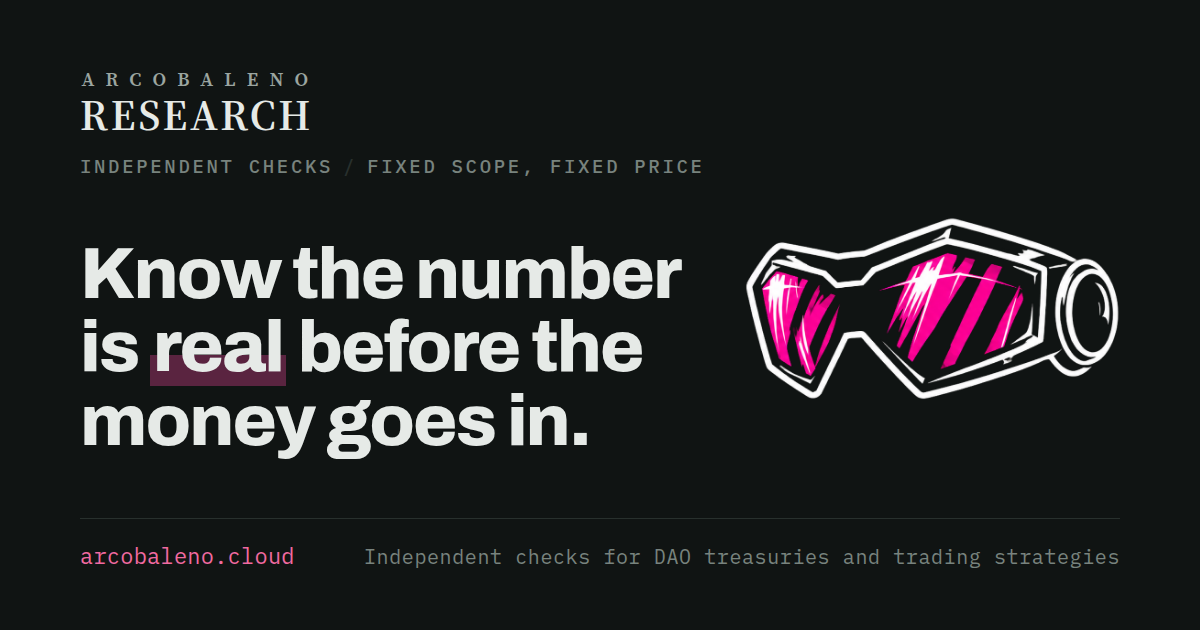 ARCOBALENO
RESEARCH
INDEPENDENT CHECKS / FIXED SCOPE, FIXED PRICE
Know the number
is real before the
money goes in.
arcobaleno.cloud
Independent checks for DAO treasuries and trading strategies